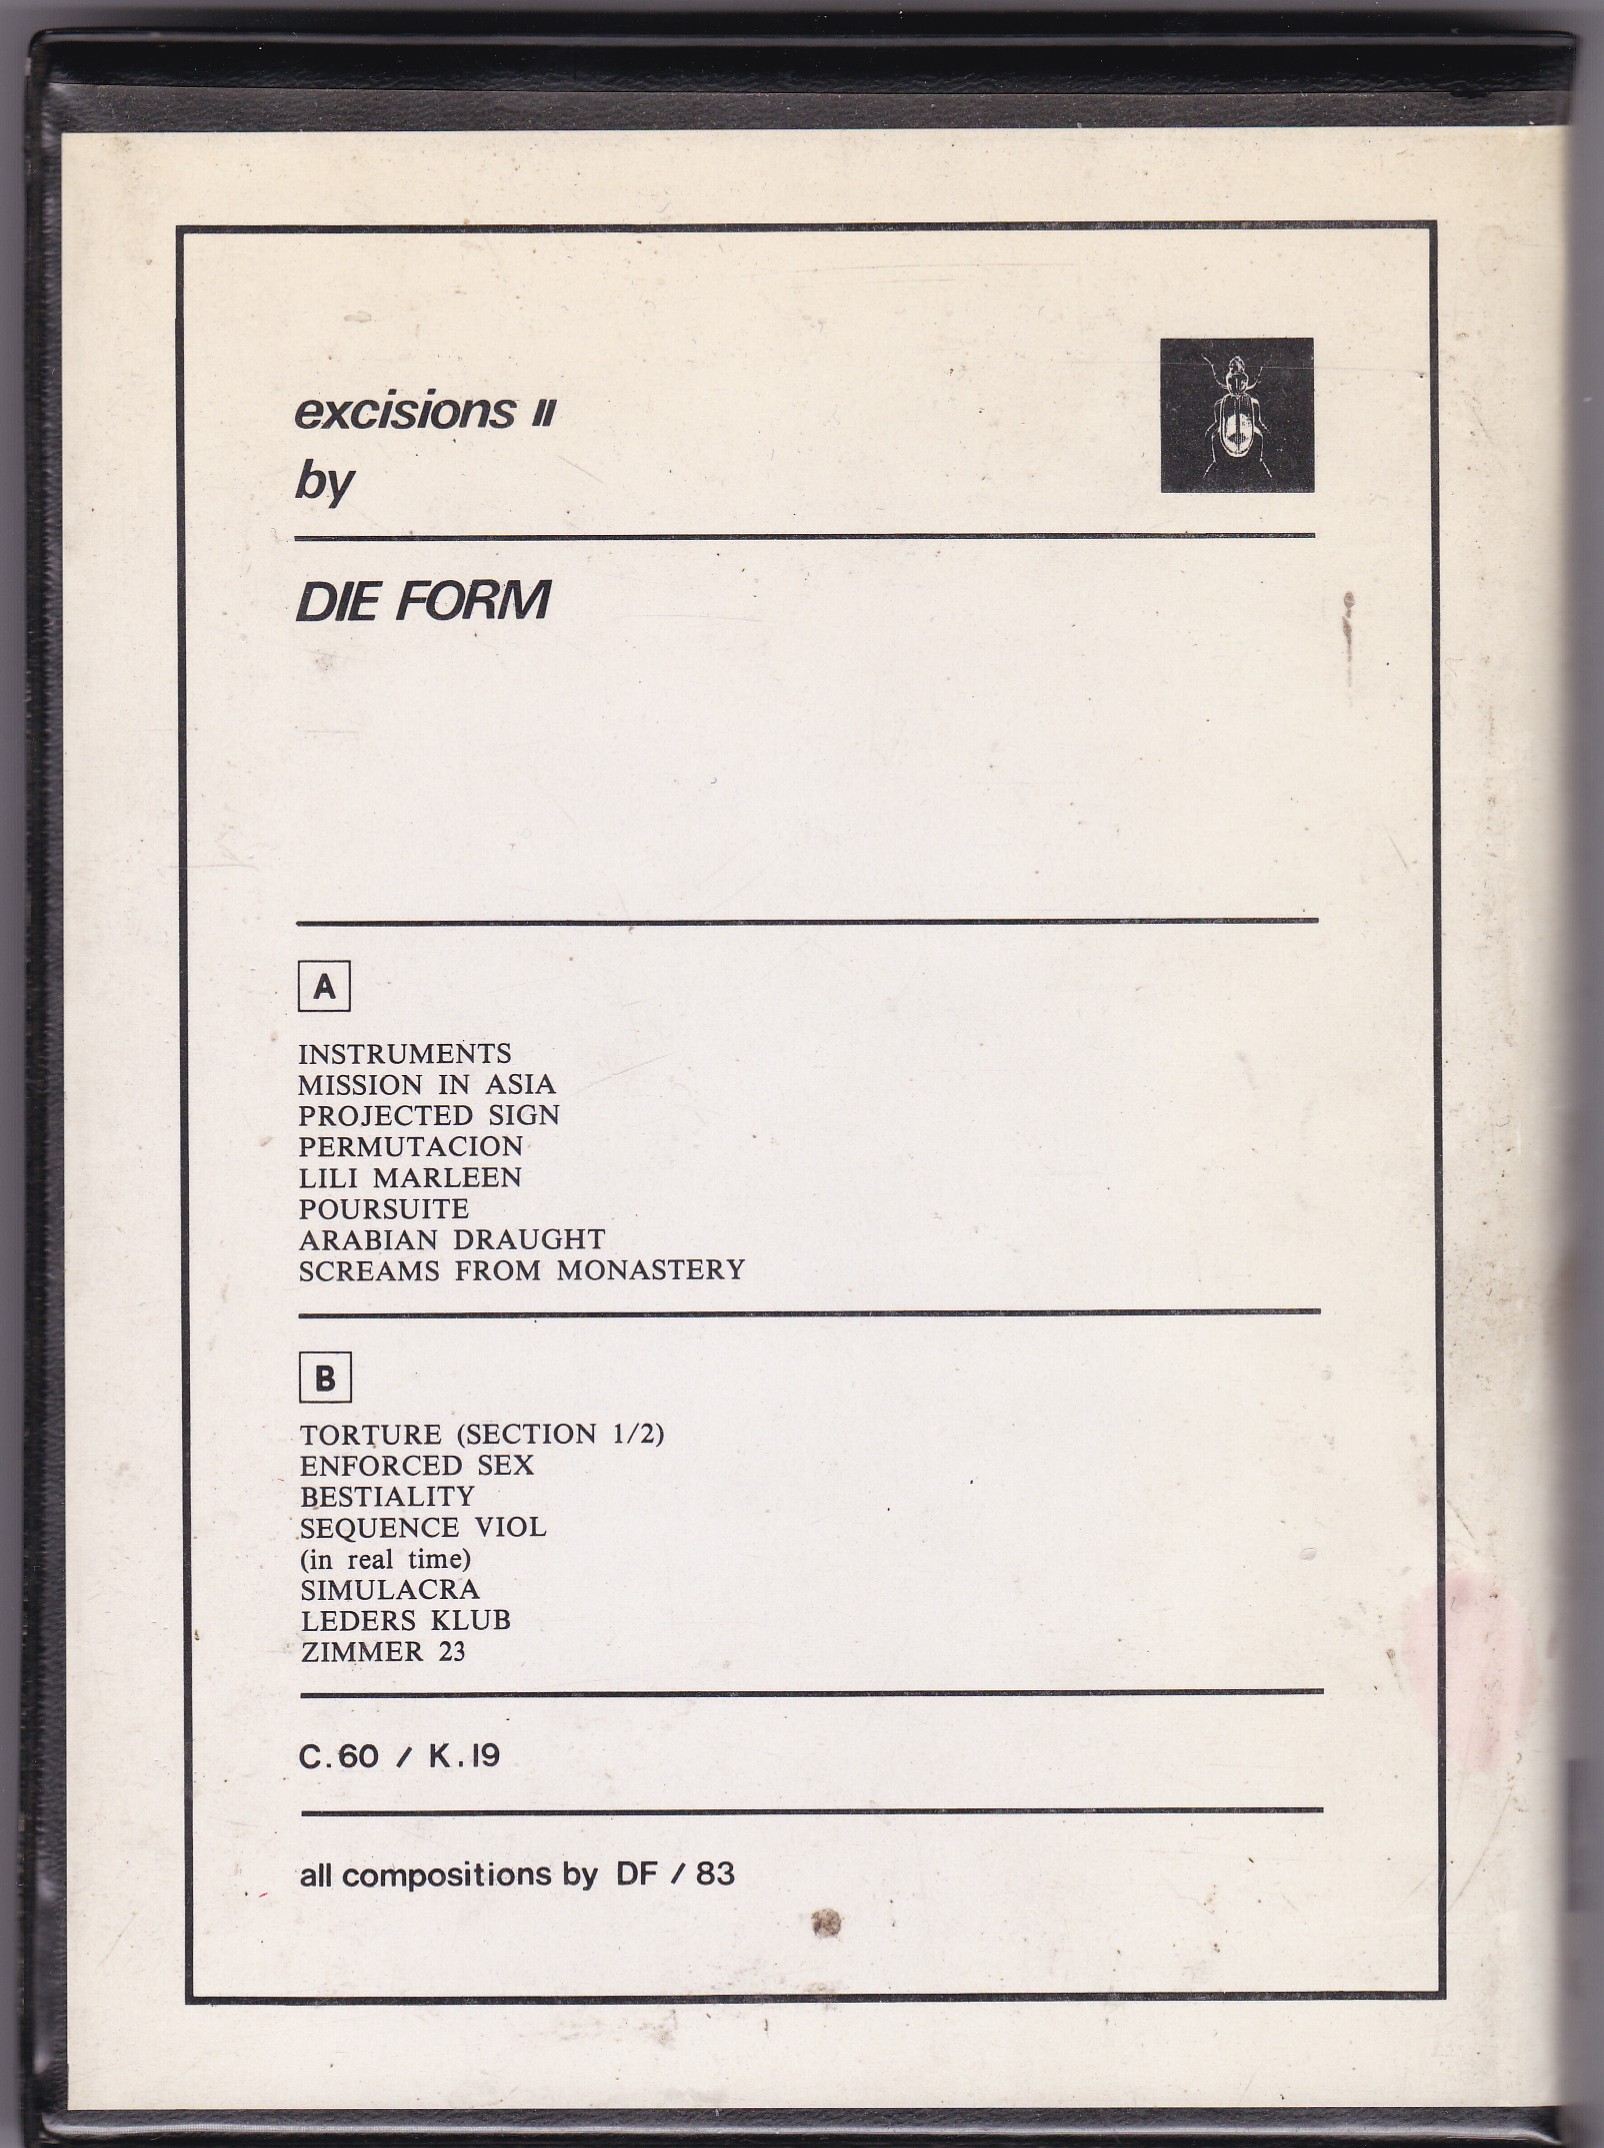 excisions II
by
DIE FORM
A
INSTRUMENTS
MISSION IN ASIA
PROJECTED SIGN
PERMUTACION
LILI MARLEEN
POURSUITE
ARABIAN DRAUGHT
SCREAMS FROM MONASTERY
B
TORTURE (SECTION 1/2)
ENFORCED SEX
BESTIALITY
SEQUENCE VIOL
(in real time)
SIMULACRA
LEDERS KLUB
ZIMMER 23
C.60 / K.19
all compositions by DF / 83